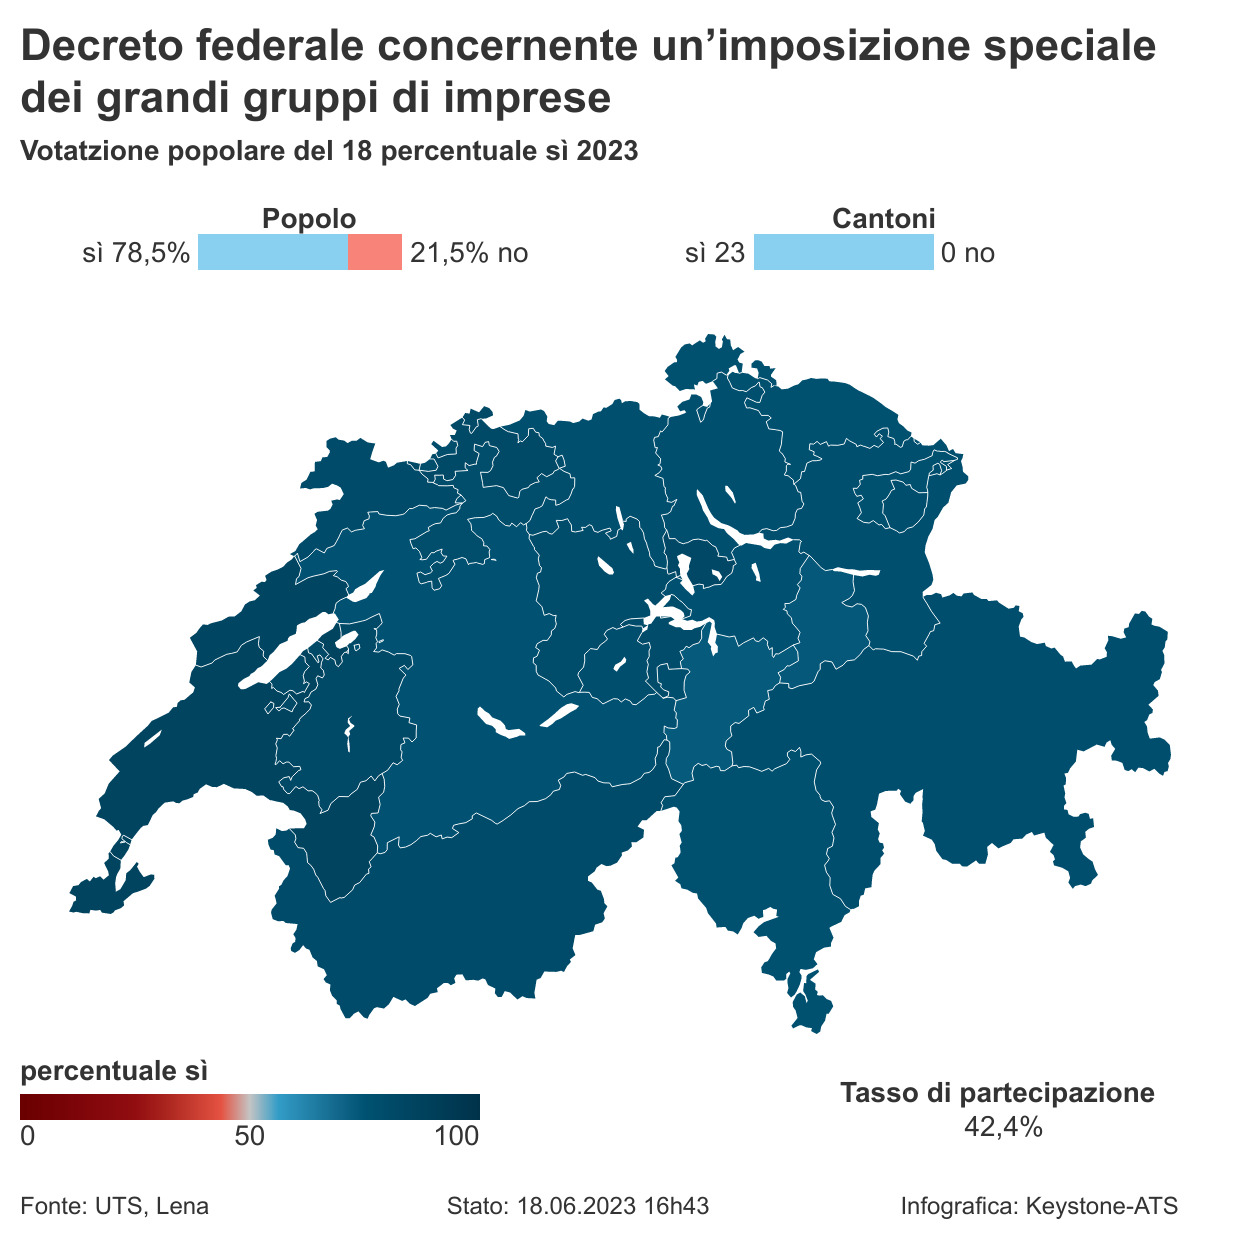 Decreto federale concernente un’imposizione speciale
dei grandi gruppi di imprese
Votatzione popolare del 18 percentuale sì 2023
Popolo
sì 78,5%
21,5% no
Cantoni
sì 23
0 no
percentuale sì
0 50 100
Tasso di partecipazione
42,4%
Fonte: UTS, Lena
Stato: 18.06.2023 16h43
Infografica: Keystone-ATS